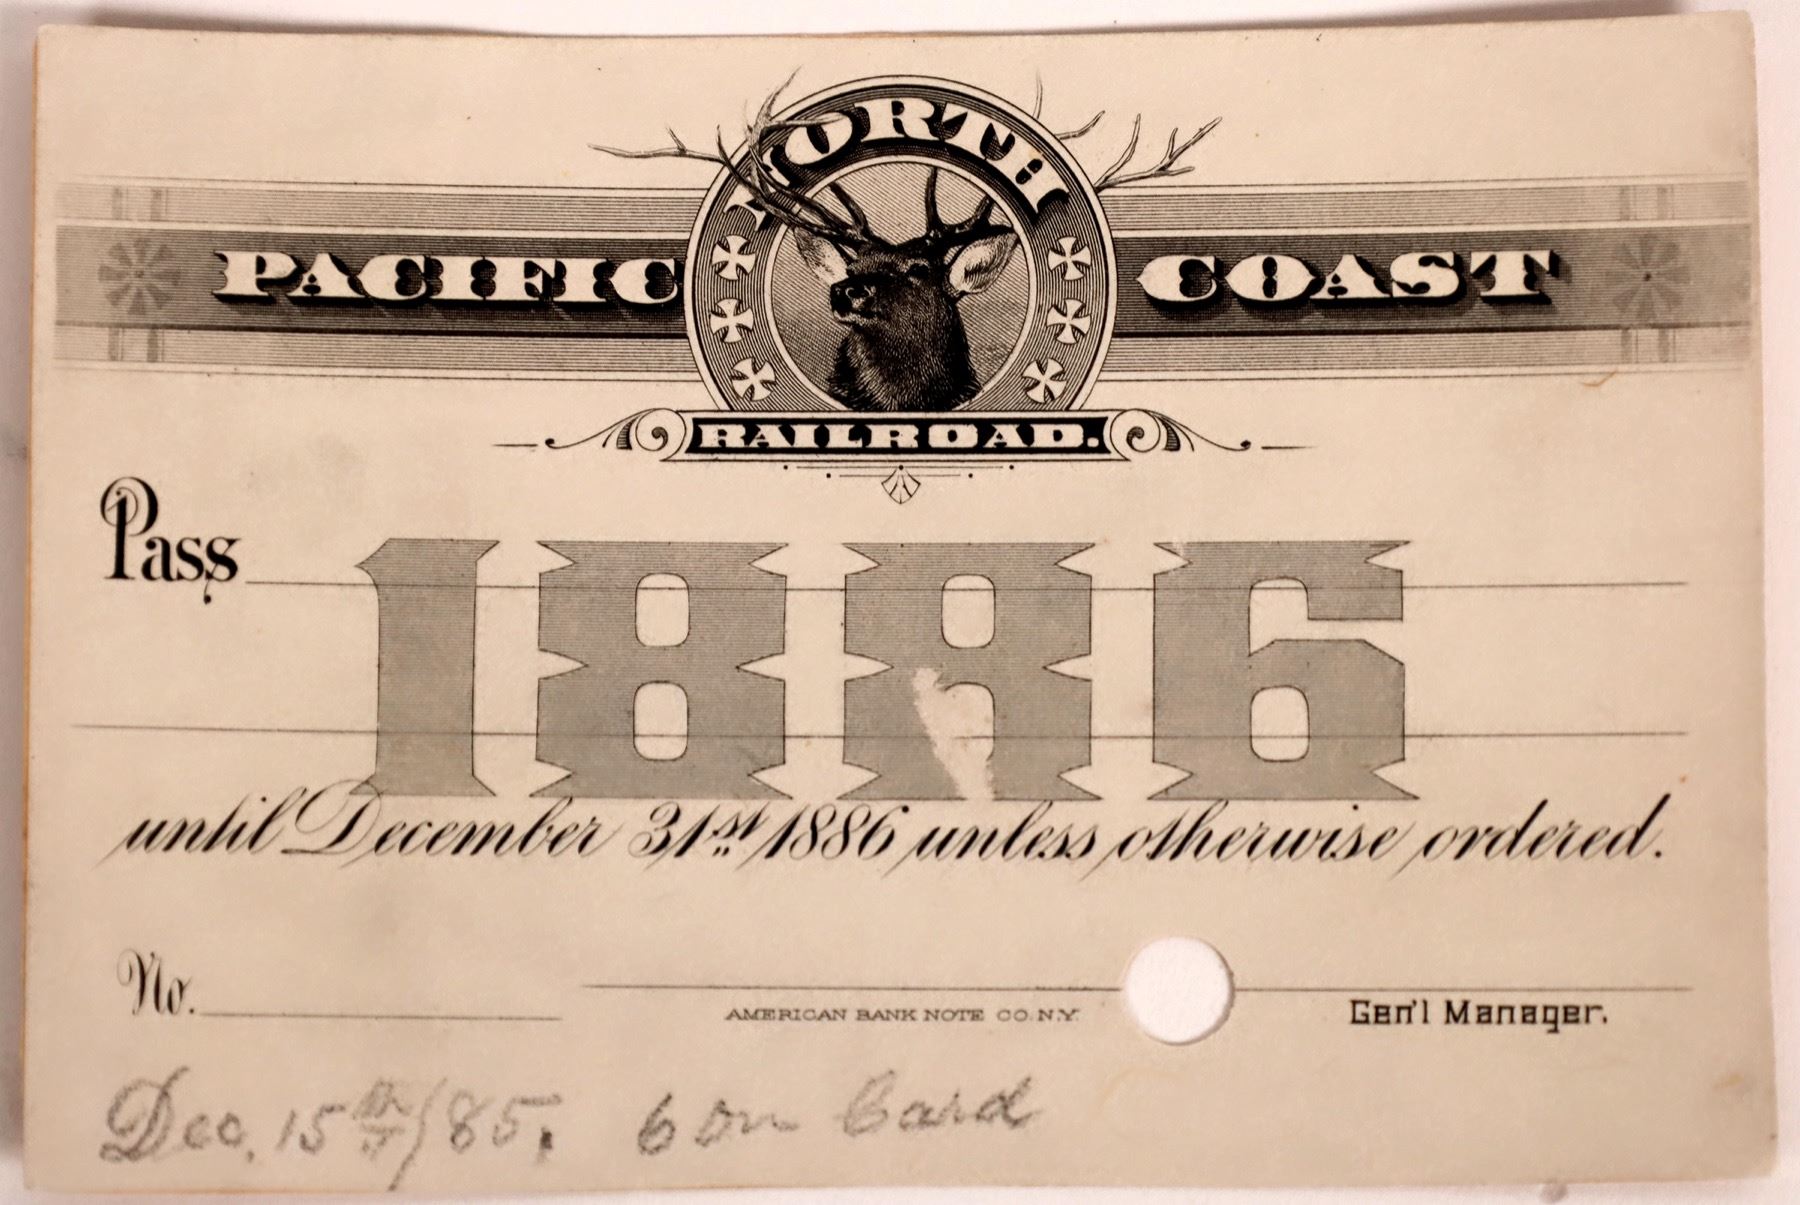 NORTH
PACIFIC COAST
RAILROAD.
Pass
1886
until December 31st 1886 unless otherwise ordered.
No.
AMERICAN BANK NOTE CO. N.Y.
Gen'l Manager.
Dec. 15th/85. 6 on Card